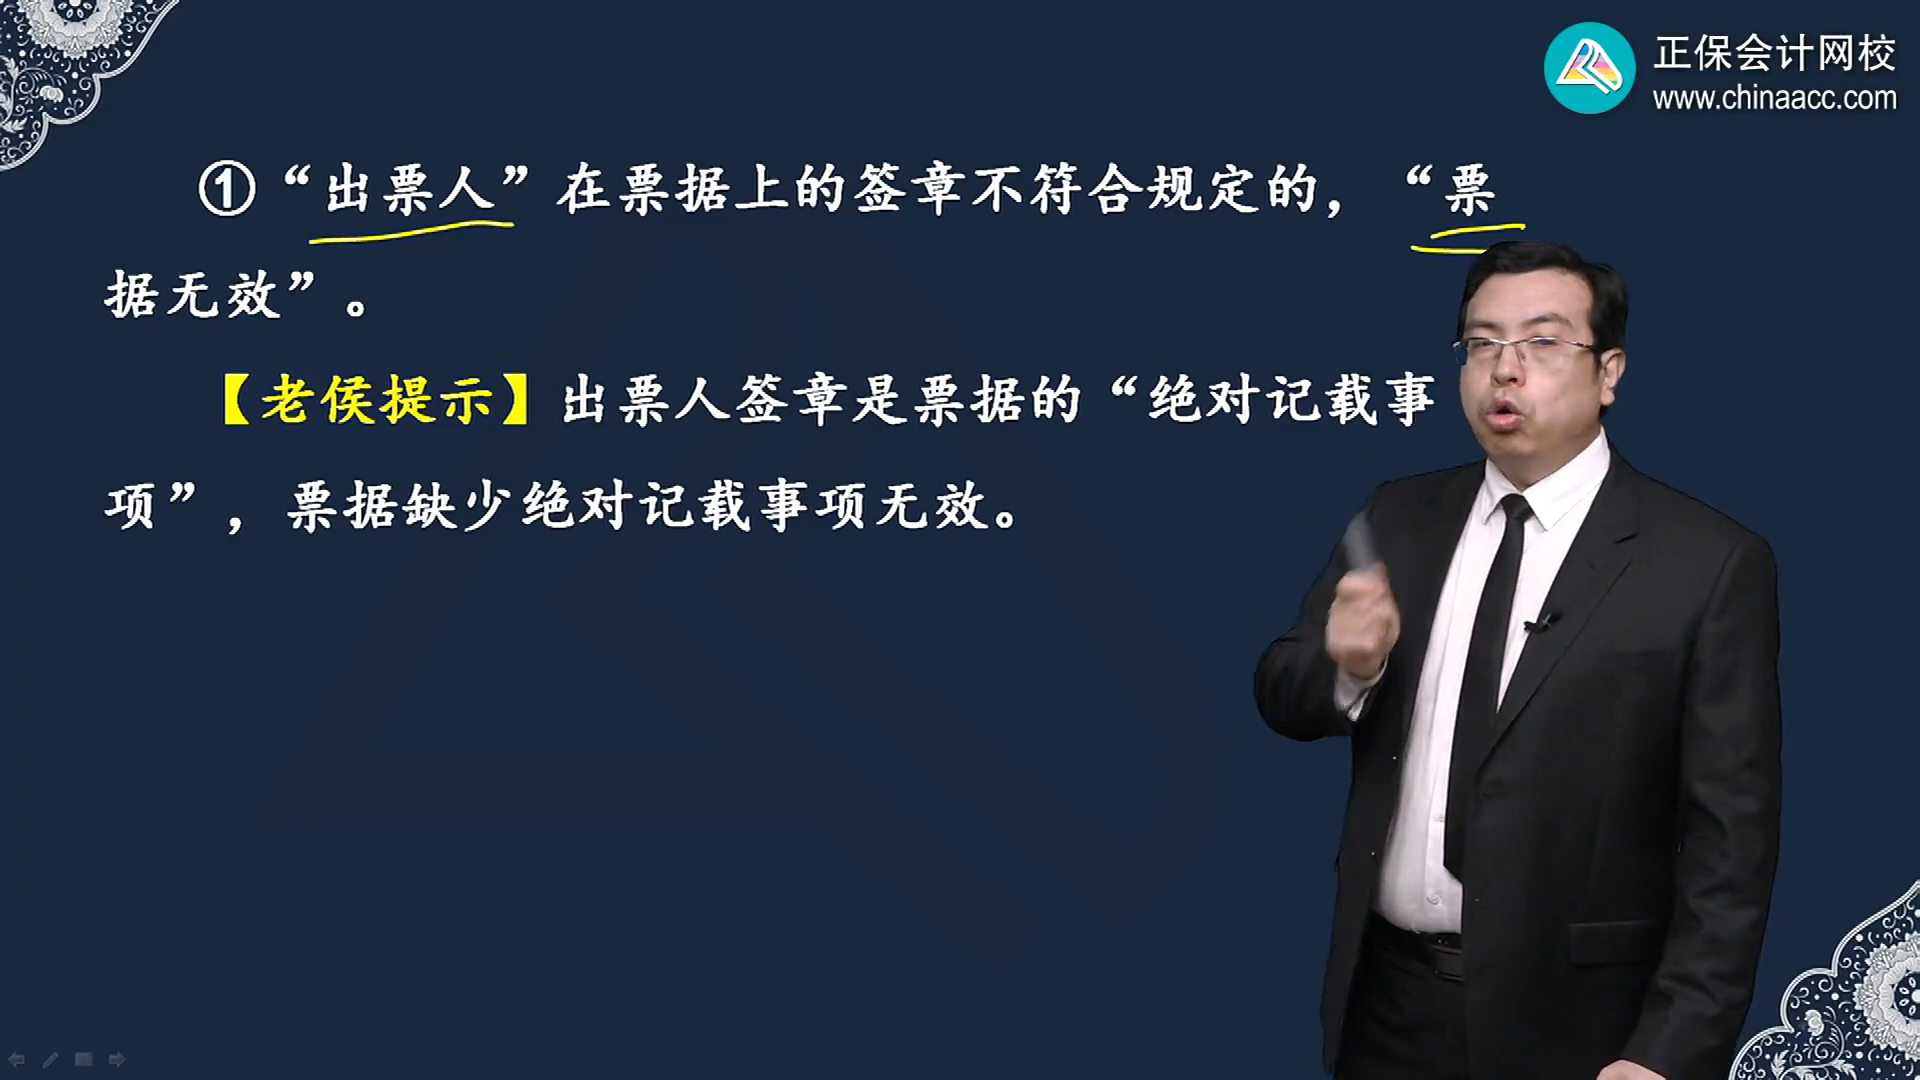 正保会计网校
www.chinaacc.com
①“出票人”在票据上的签章不符合规定的，“票
据无效”。
【老侯提示】出票人签章是票据的“绝对记载事
项”，票据缺少绝对记载事项无效。